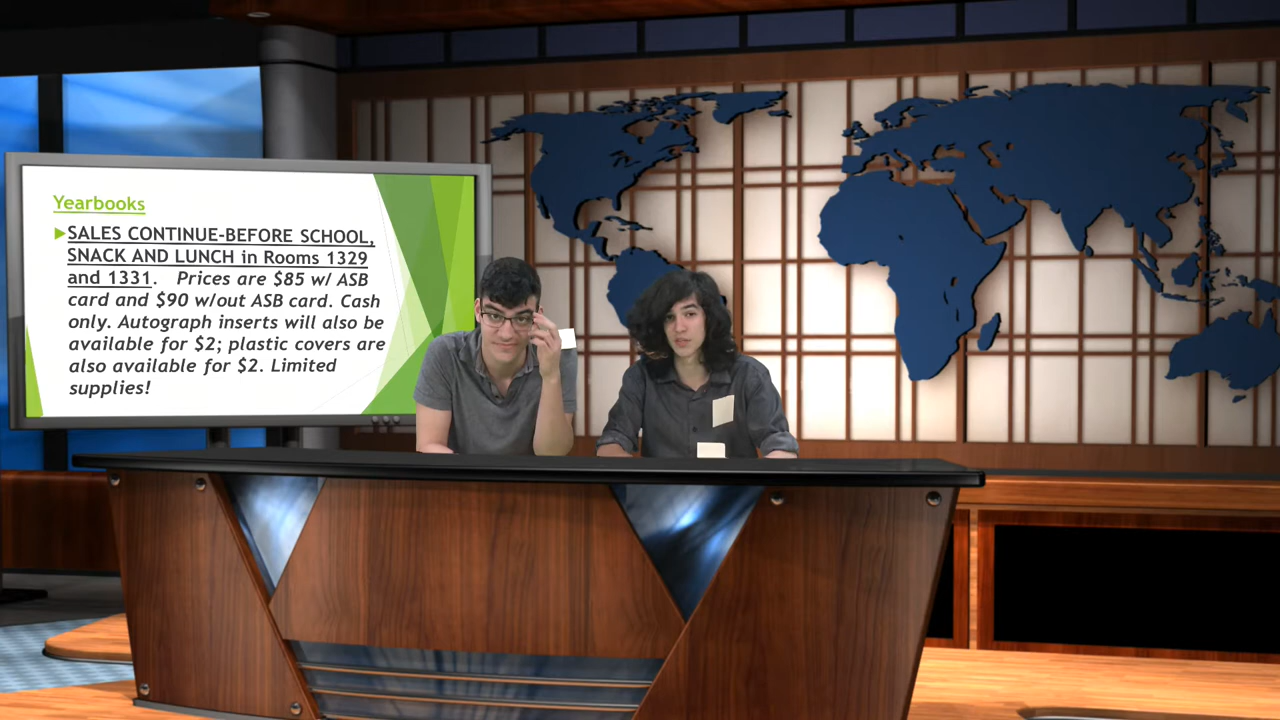 Yearbooks
SALES CONTINUE-BEFORE SCHOOL,
SNACK AND LUNCH in Rooms 1329
and 1331. Prices are $85 w/ ASB
card and $90 w/out ASB card. Cash
only. Autograph inserts will also be
available for $2; plastic covers are
also available for $2. Limited
supplies!